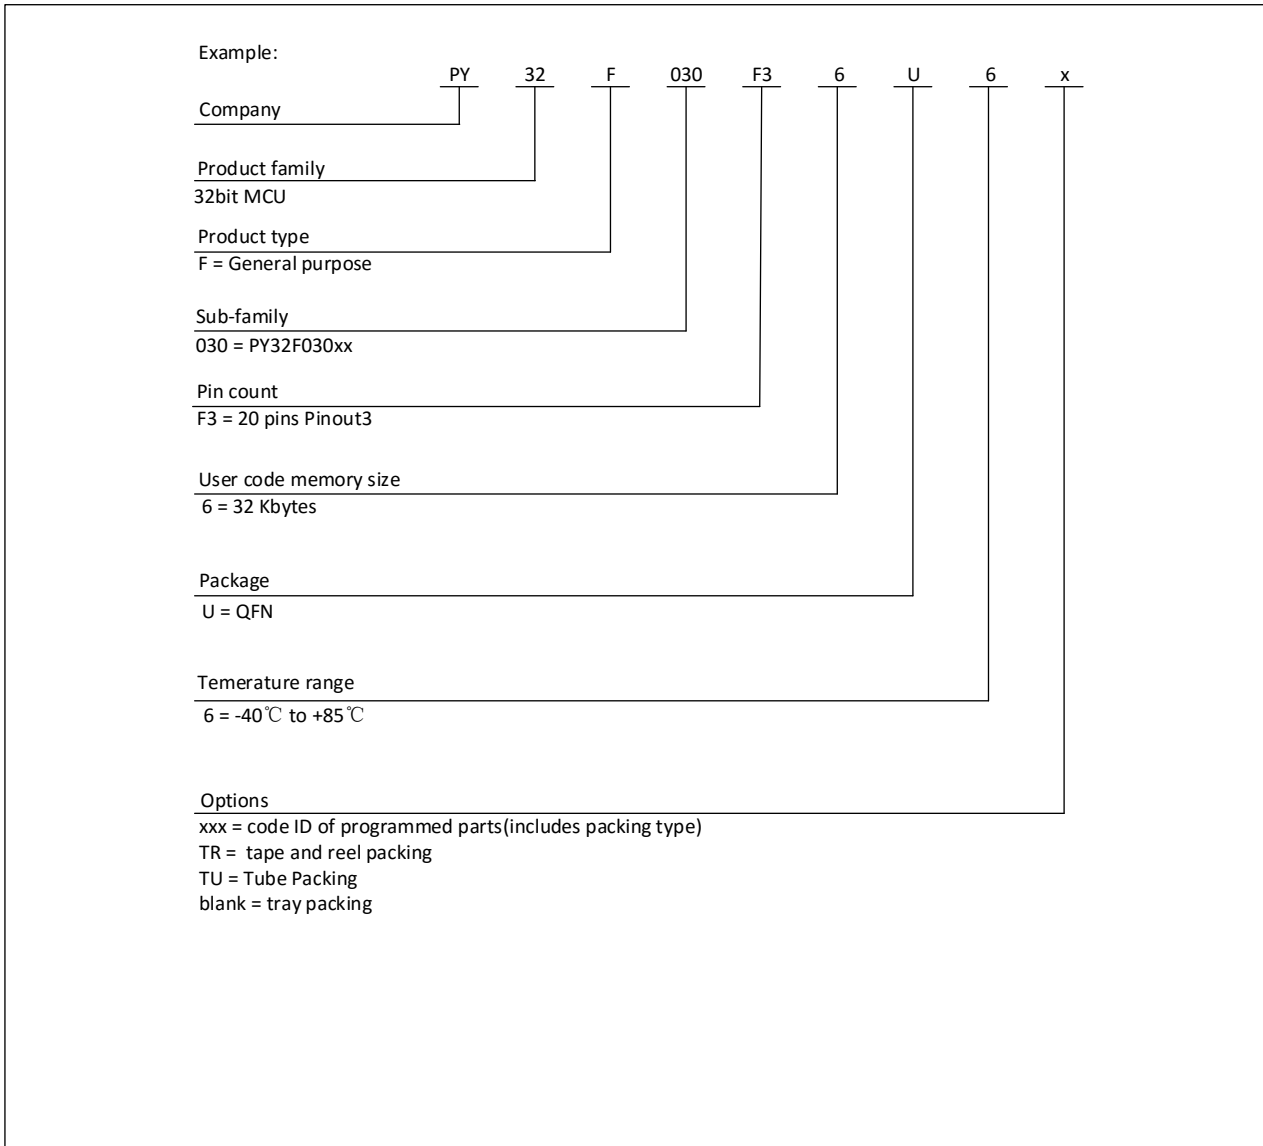 Example:
PY 32 F 030 F3 6 U 6 x
Company
Product family
32bit MCU
Product type
F = General purpose
Sub-family
030 = PY32F030xx
Pin count
F3 = 20 pins Pinout3
User code memory size
6 = 32 Kbytes
Package
U = QFN
Temerature range
6 = -40℃ to +85℃
Options
xxx = code ID of programmed parts(includes packing type)
TR = tape and reel packing
TU = Tube Packing
blank = tray packing